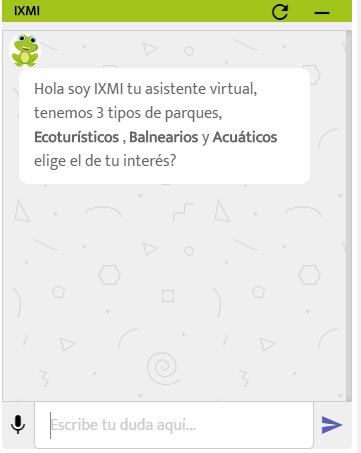 IXMI
Hola soy IXMI tu asistente virtual,
tenemos 3 tipos de parques,
Ecoturísticos , Balnearios y Acuáticos
elige el de tu interés?
Escribe tu duda aquí...